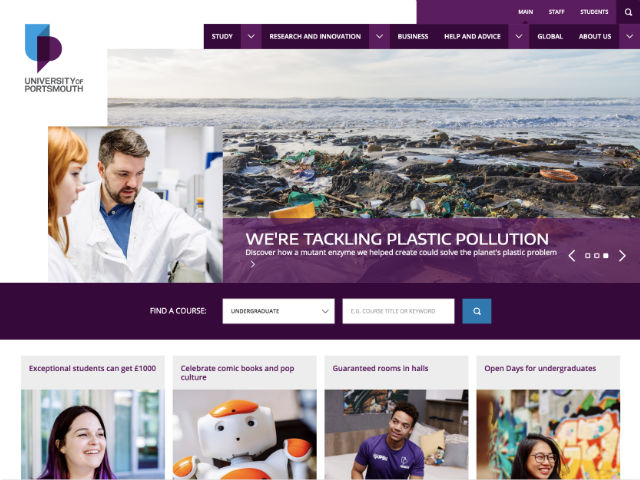 MAIN STAFF STUDENTS
STUDY RESEARCH AND INNOVATION BUSINESS HELP AND ADVICE GLOBAL ABOUT US
UNIVERSITY OF
PORTSMOUTH
WE'RE TACKLING PLASTIC POLLUTION
Discover how a mutant enzyme we helped create could solve the planet's plastic problem
FIND A COURSE: UNDERGRADUATE E.G. COURSE TITLE OR KEYWORD
Exceptional students can get £1000
Celebrate comic books and pop
culture
Guaranteed rooms in halls
Open Days for undergraduates